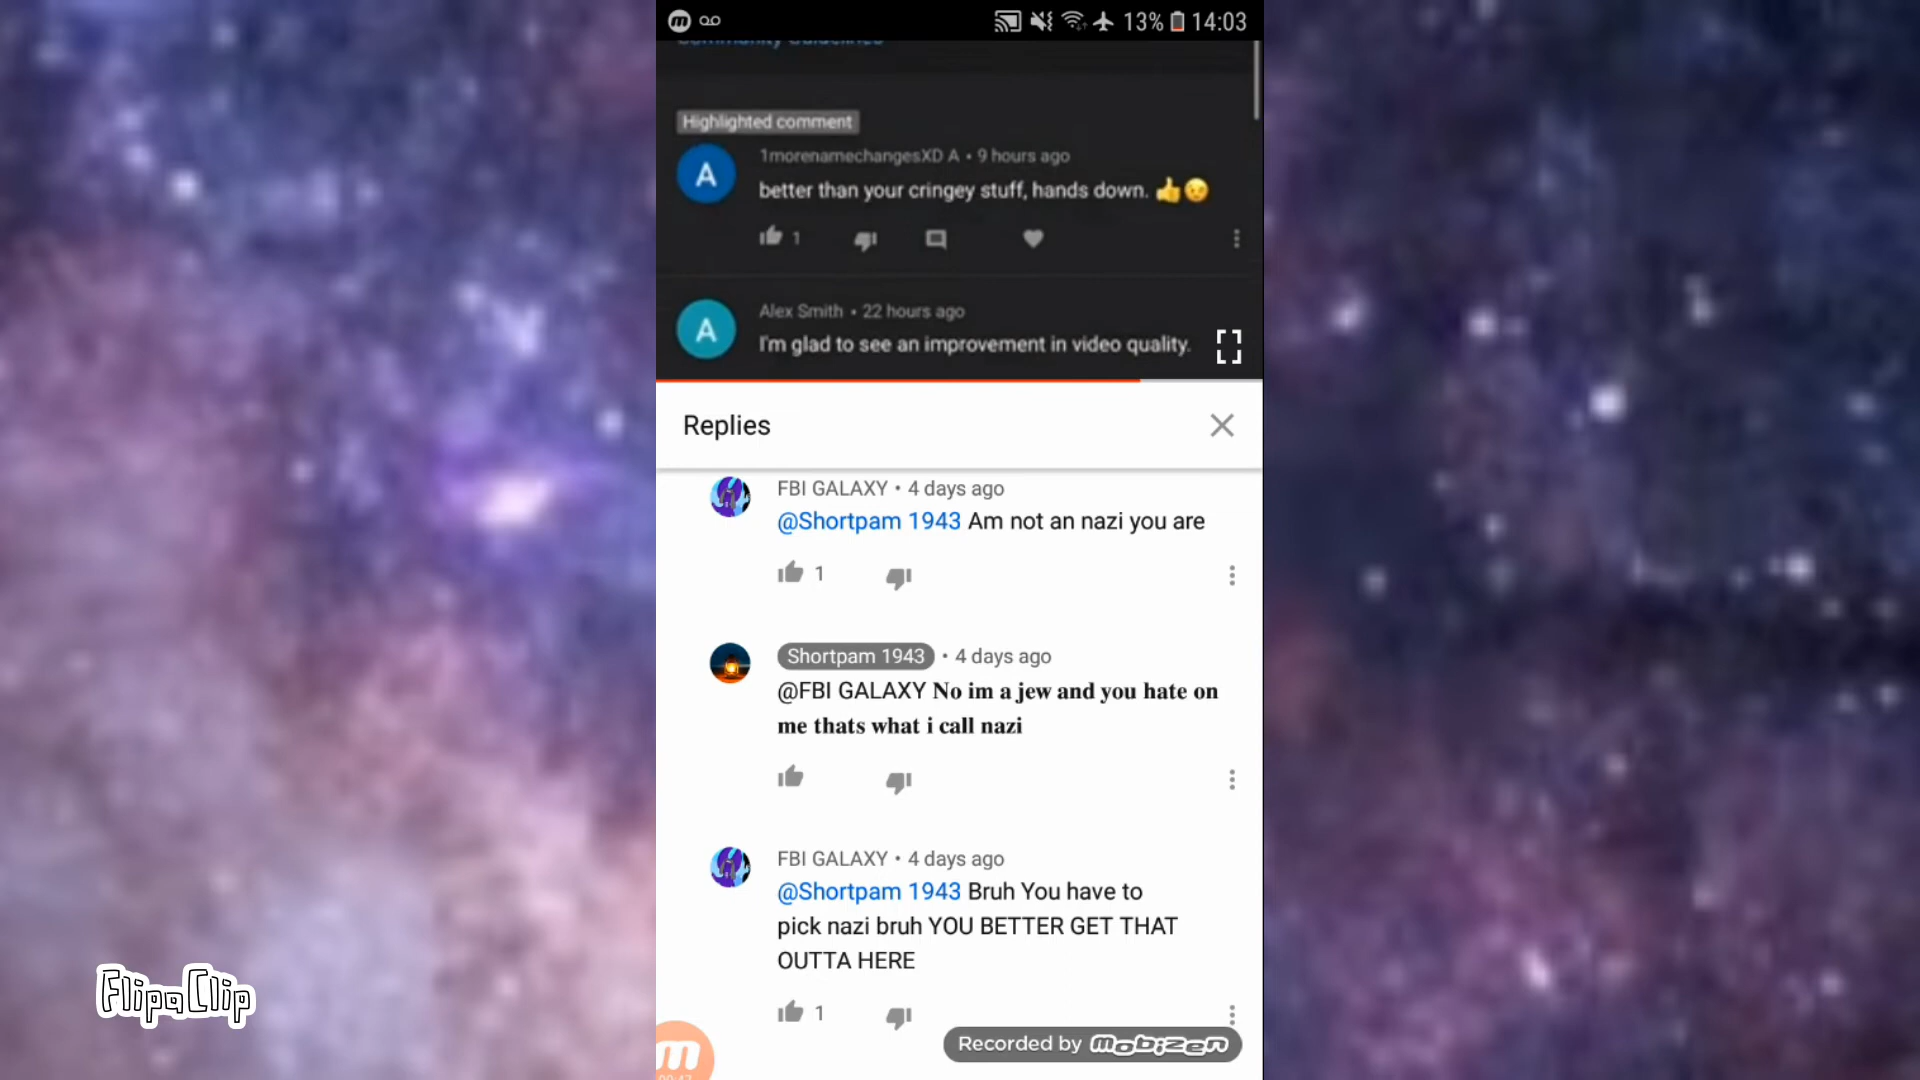 13% 14:03
Community Guidelines
Highlighted comment
1morenamechangesXD A • 9 hours ago
better than your cringey stuff, hands down. 👍😉
1
A
Alex Smith • 22 hours ago
A
I'm glad to see an improvement in video quality.
Replies
FBI GALAXY • 4 days ago
@Shortpam 1943 Am not an nazi you are
1
Shortpam 1943 • 4 days ago
@FBI GALAXY No im a jew and you hate on
me thats what i call nazi
FBI GALAXY • 4 days ago
@Shortpam 1943 Bruh You have to
pick nazi bruh YOU BETTER GET THAT
OUTTA HERE
1
FlipaClip
Recorded by mobizen